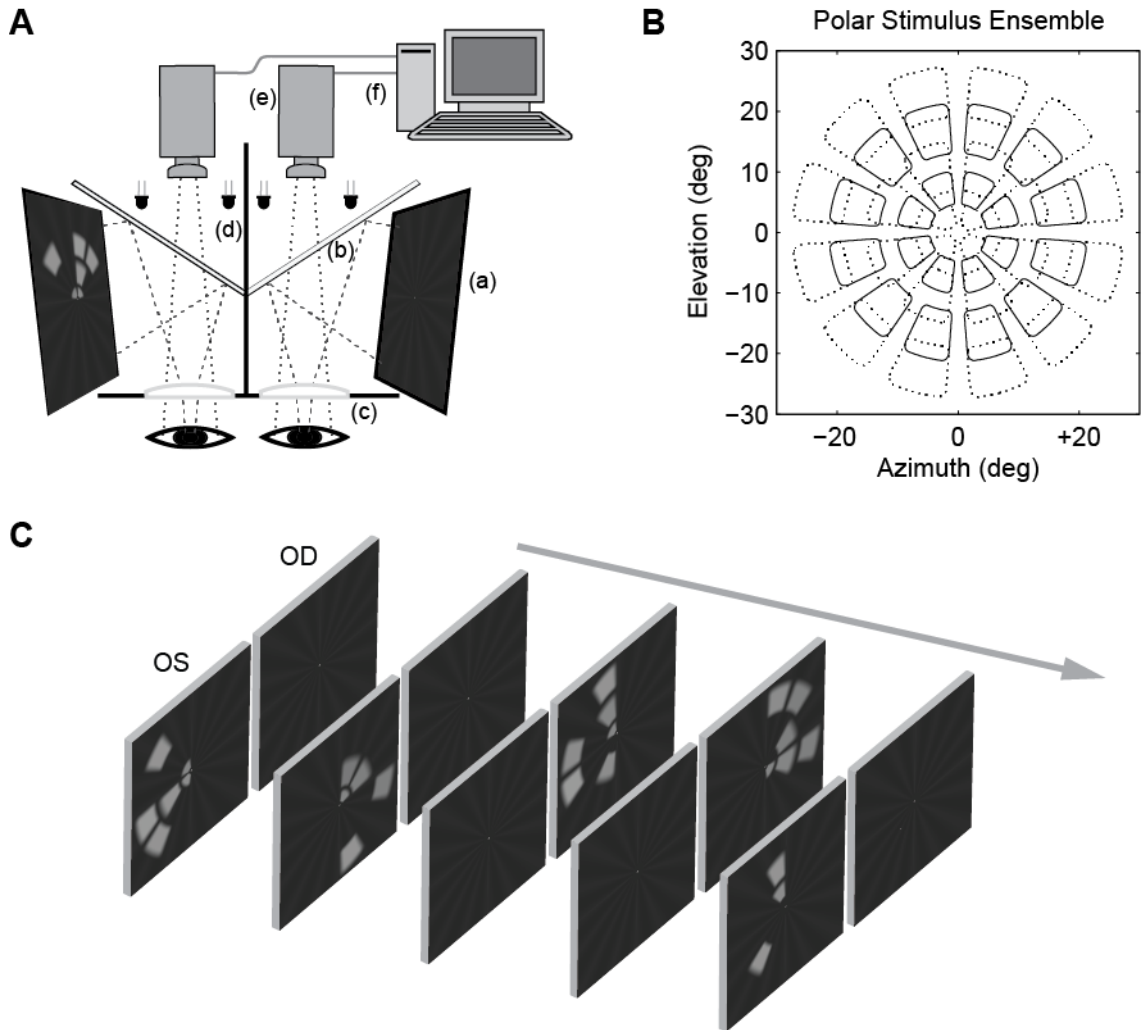 A
(e)
(f)
(d)
(b)
(a)
(c)
B
Polar Stimulus Ensemble
30
20
10
0
−10
−20
−30
Elevation (deg)
−20
0
+20
Azimuth (deg)
C
OD
OS